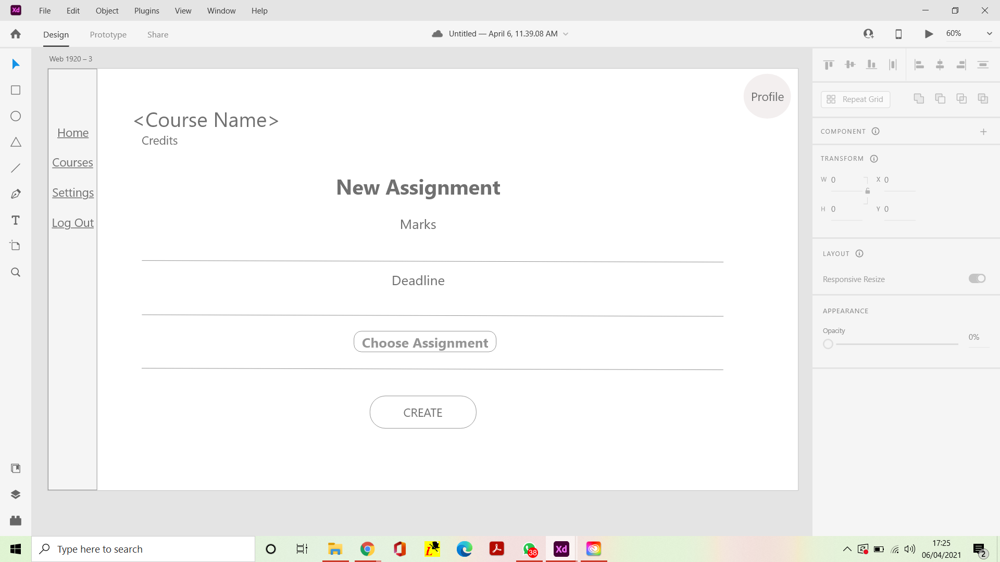 Xd File Edit Object Plugins View Window Help
Design Prototype Share Untitled — April 6, 11.39.08 AM 60%
Web 1920 – 3
Profile
Repeat Grid
<Course Name>
Credits
Home
Courses
Settings
Log Out
New Assignment
Marks
Deadline
Choose Assignment
CREATE
COMPONENT
TRANSFORM
W 0 X 0
H 0 Y 0
LAYOUT
Responsive Resize
APPEARANCE
Opacity
0%
Type here to search
L
38
Xd
17:25
06/04/2021
2